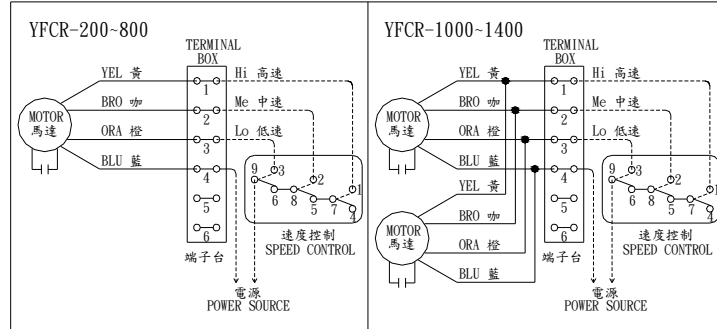 YFCR-200~800
TERMINAL
BOX
YEL 黃
1
Hi 高速
BRO 咖
2
Me 中速
MOTOR
馬達
ORA 橙
3
Lo 低速
BLU 藍
4
9
3
2
1
6
8
5
7
4
5
6
速度控制
SPEED CONTROL
端子台
電源
POWER SOURCE
YFCR-1000~1400
TERMINAL
BOX
YEL 黃
1
Hi 高速
BRO 咖
2
Me 中速
MOTOR
馬達
ORA 橙
3
Lo 低速
BLU 藍
4
9
3
2
1
6
8
5
7
4
YEL 黃
5
BRO 咖
6
MOTOR
馬達
速度控制
SPEED CONTROL
ORA 橙
端子台
BLU 藍
電源
POWER SOURCE